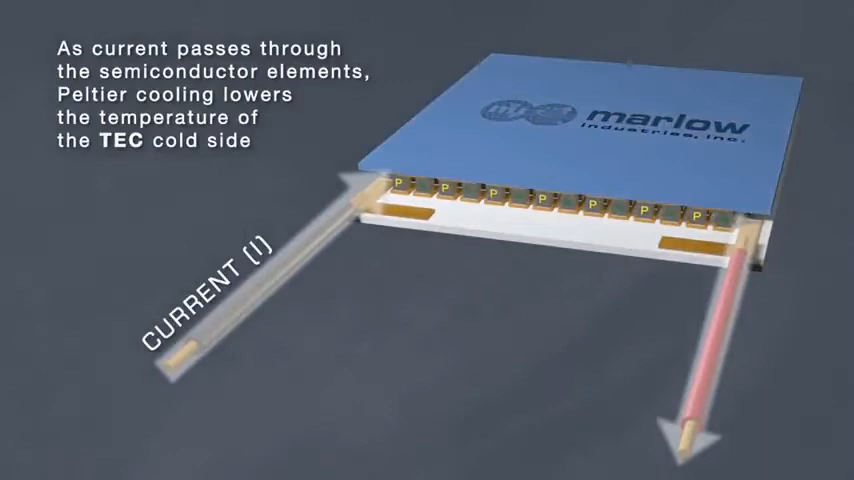 As current passes through
the semiconductor elements,
Peltier cooling lowers
the temperature of
the TEC cold side
marlow
industries, inc.
P P P P P P P
CURRENT (I)